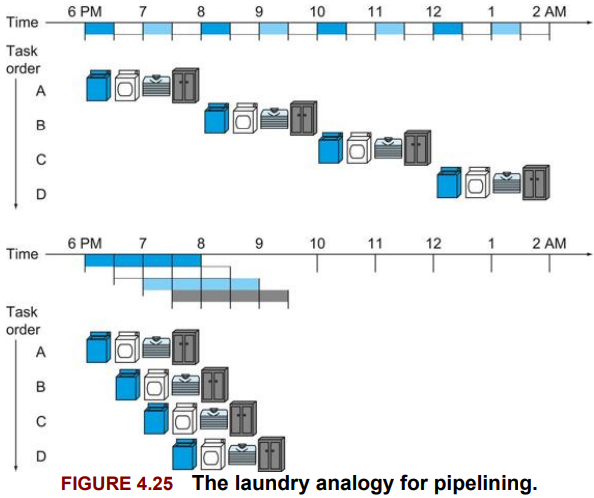 6 PM 7 8 9 10 11 12 1 2 AM
Time
Task
order
A
B
C
D
6 PM 7 8 9 10 11 12 1 2 AM
Time
Task
order
A
B
C
D
FIGURE 4.25 The laundry analogy for pipelining.